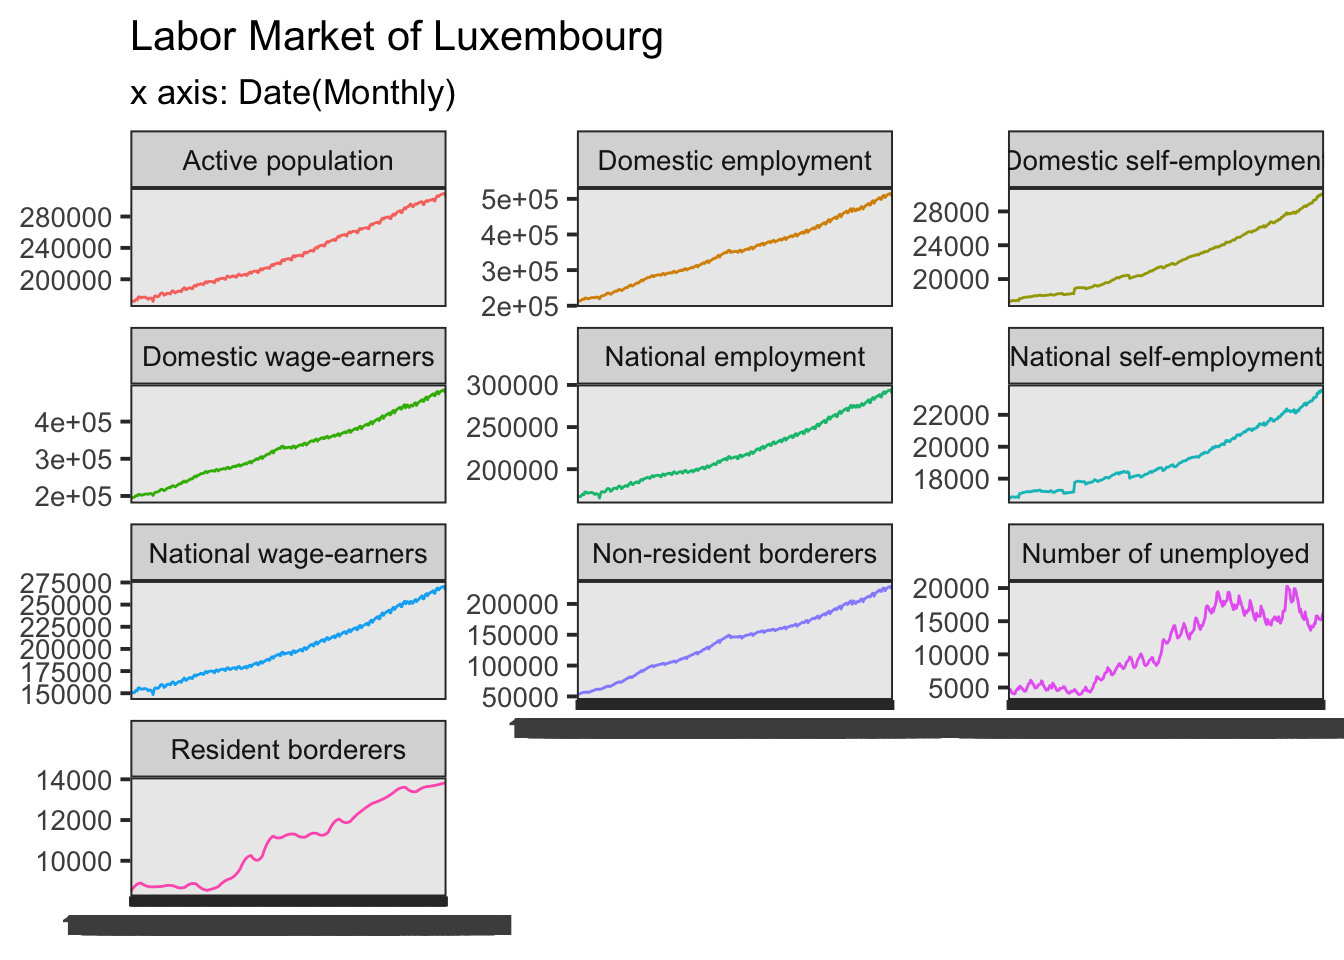 Labor Market of Luxembourg
x axis: Date(Monthly)
Active population
280000
240000
200000
Domestic employment
5e+05
4e+05
3e+05
2e+05
Domestic self-employmen
28000
24000
20000
Domestic wage-earners
4e+05
3e+05
2e+05
National employment
300000
250000
200000
National self-employment
22000
20000
18000
National wage-earners
275000
250000
225000
200000
175000
150000
Non-resident borderers
200000
150000
100000
50000
Number of unemployed
20000
15000
10000
5000
Resident borderers
14000
12000
10000